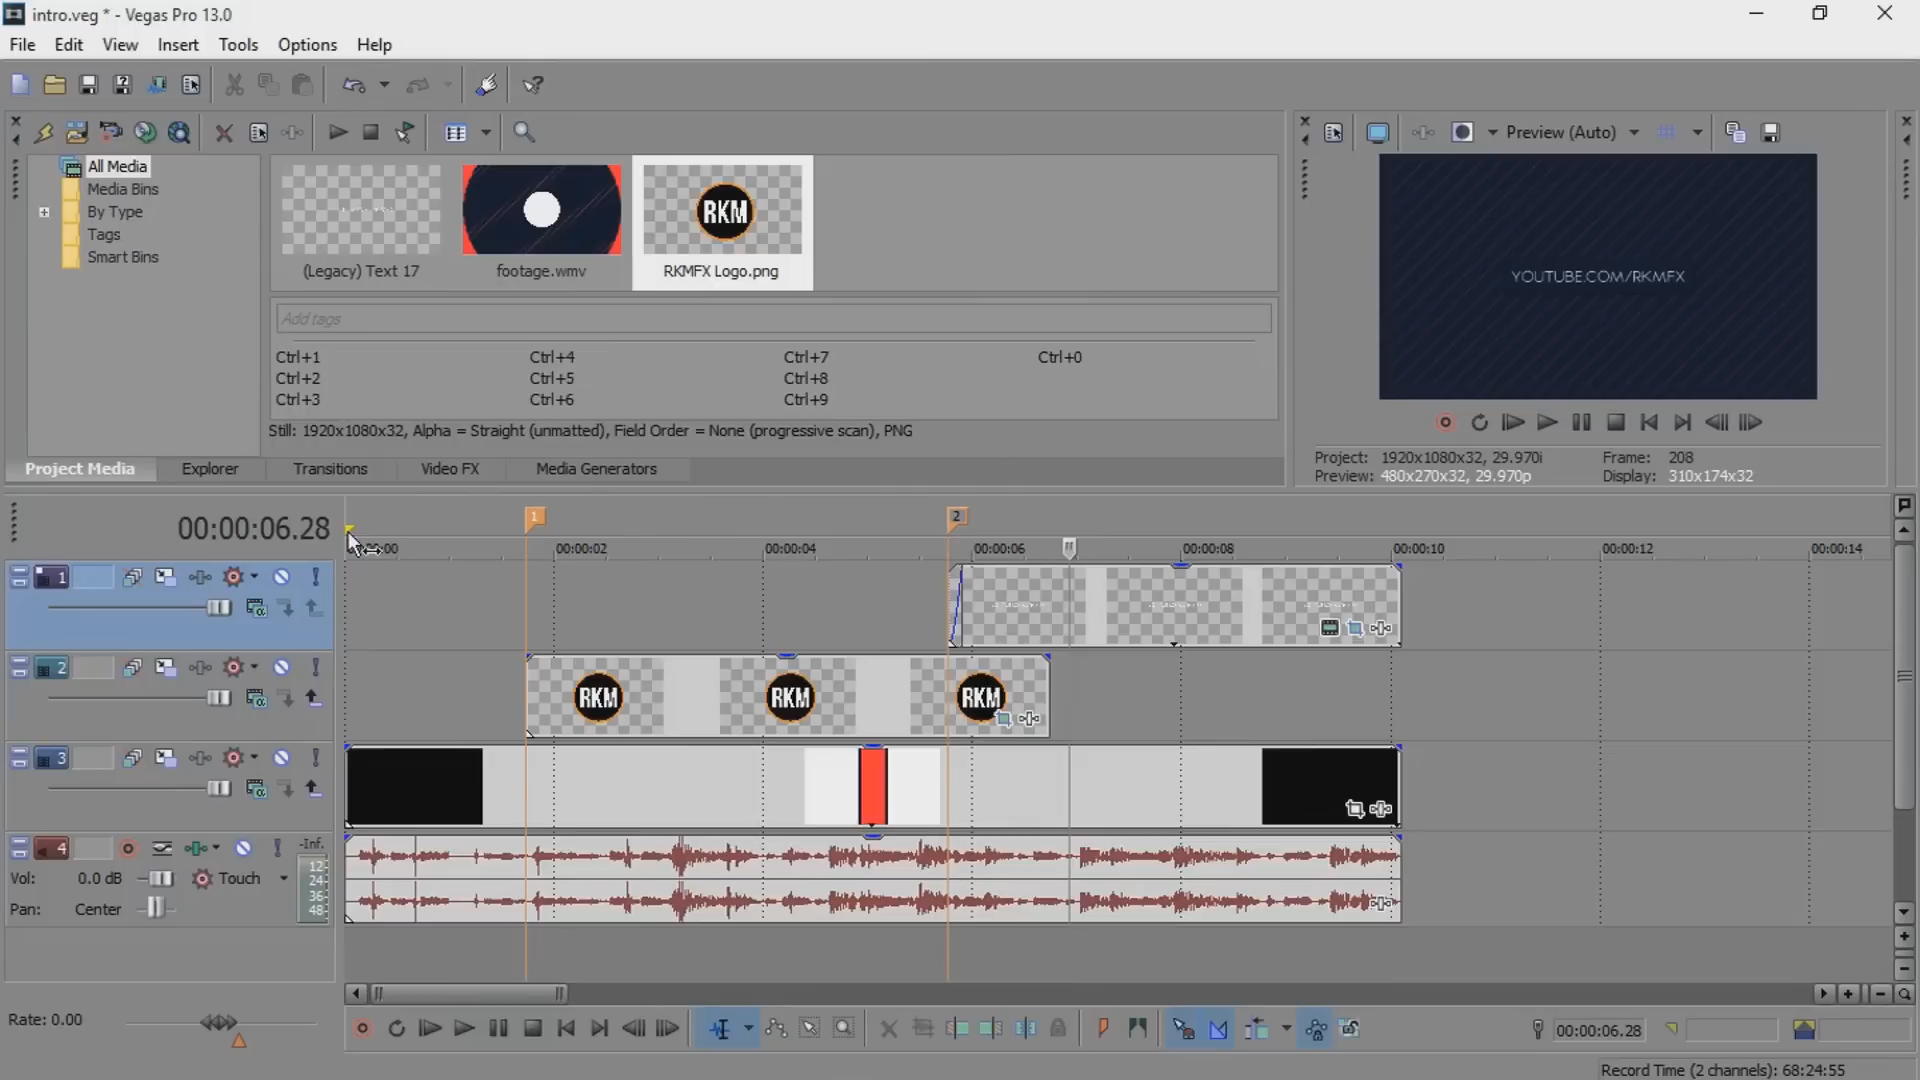 intro.veg * - Vegas Pro 13.0
File Edit View Insert Tools Options Help
Preview (Auto)
All Media
Media Bins
By Type
Tags
Smart Bins
RKM
(Legacy) Text 17
footage.wmv
RKMFX Logo.png
Add tags
Ctrl+1 Ctrl+4 Ctrl+7 Ctrl+0
Ctrl+2 Ctrl+5 Ctrl+8
Ctrl+3 Ctrl+6 Ctrl+9
Still: 1920x1080x32, Alpha = Straight (unmatted), Field Order = None (progressive scan), PNG
Project Media Explorer Transitions Video FX Media Generators
YOUTUBE.COM/RKMFX
Project: 1920x1080x32, 29.970i Frame: 208
Preview: 480x270x32, 29.970p Display: 310x174x32
00:00:06.28
1 2
:00 00:00:02 00:00:04 00:00:06 00:00:08 00:00:10 00:00:12 00:00:14
1
2
RKM RKM RKM
3
4 -Inf.
Vol: 0.0 dB Touch
Pan: Center
12
24
36
48
Rate: 0.00
00:00:06.28
Record Time (2 channels): 68:24:55